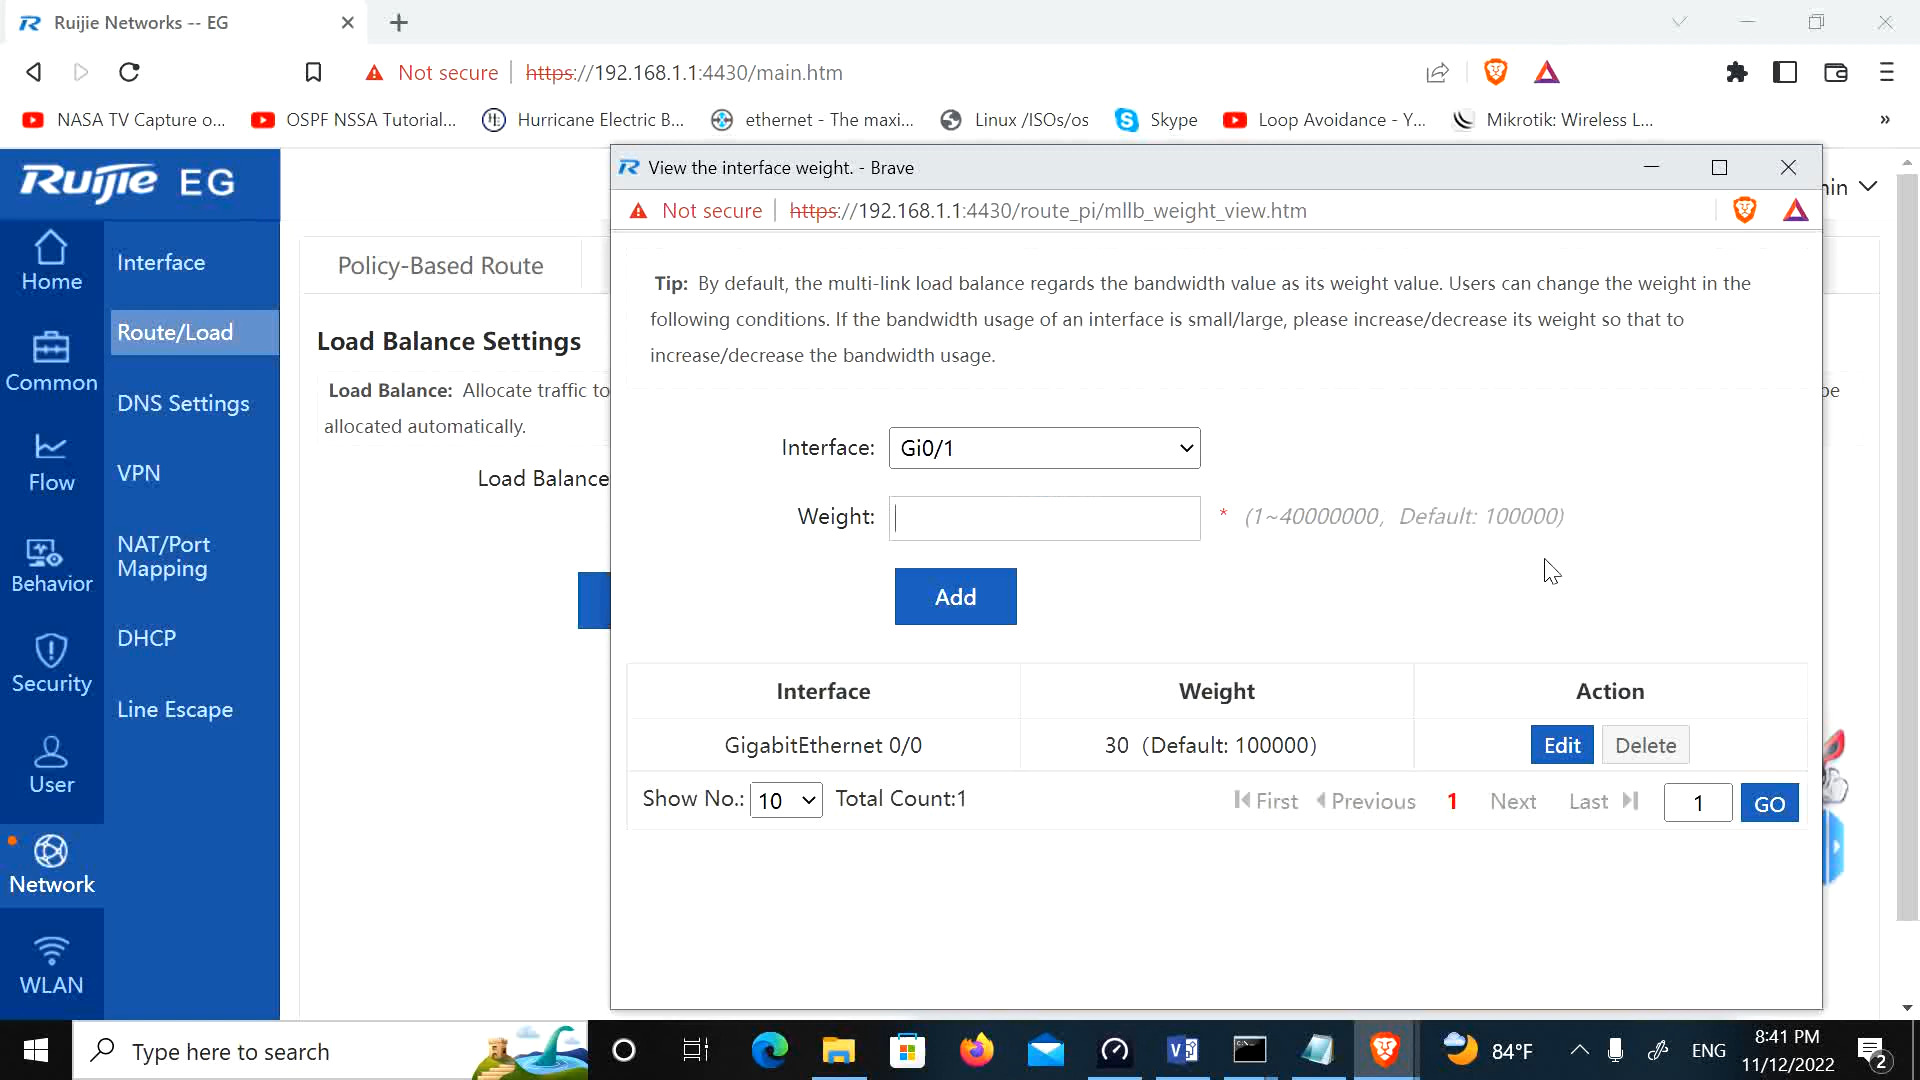 Ruijie Networks -- EG
Not secure https://192.168.1.1:4430/main.htm
NASA TV Capture o... OSPF NSSA Tutorial... Hurricane Electric B... ethernet - The maxi... Linux /ISOs/os Skype Loop Avoidance - Y... Mikrotik: Wireless L... »
Ruijie EG
Home
Common
Flow
Behavior
Security
User
Network
WLAN
Interface
Route/Load
DNS Settings
VPN
NAT/Port
Mapping
DHCP
Line Escape
Policy-Based Route
Load Balance Settings
Load Balance: Allocate traffic to
allocated automatically.
Load Balance
View the interface weight. - Brave
Not secure https://192.168.1.1:4430/route_pi/mllb_weight_view.htm
Tip: By default, the multi-link load balance regards the bandwidth value as its weight value. Users can change the weight in the
following conditions. If the bandwidth usage of an interface is small/large, please increase/decrease its weight so that to
increase/decrease the bandwidth usage.
Interface: Gi0/1
Weight: * (1~40000000, Default: 100000)
Add
Interface Weight Action
GigabitEthernet 0/0 30 (Default: 100000) Edit Delete
Show No.: 10 Total Count:1 First Previous 1 Next Last 1 GO
Type here to search
84°F ENG 8:41 PM
11/12/2022
2